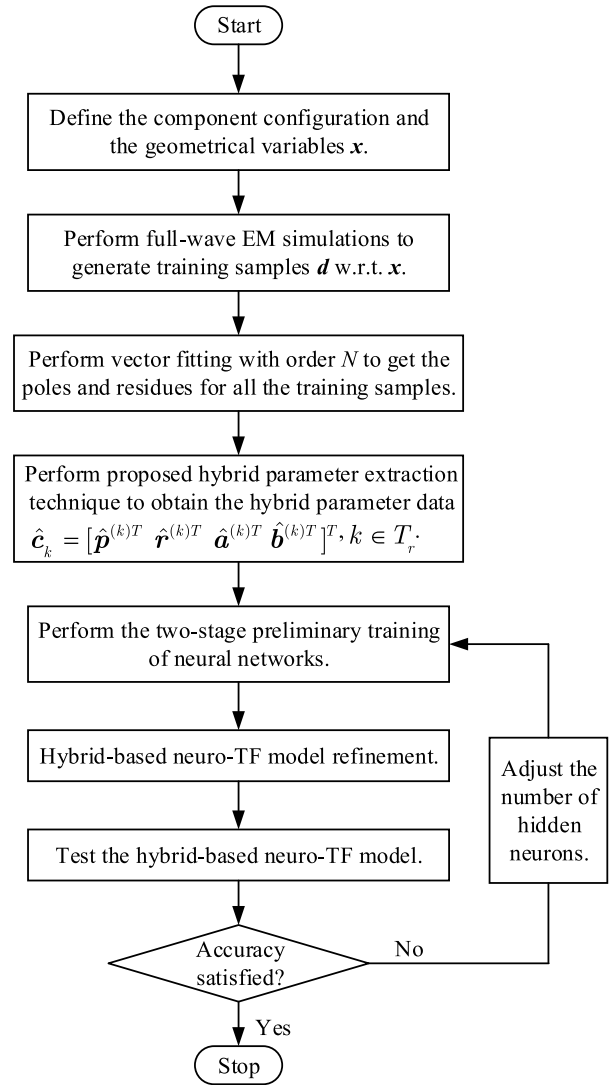 Start
Define the component configuration and
the geometrical variables x.
Perform full-wave EM simulations to
generate training samples d w.r.t. x.
Perform vector fitting with order N to get the
poles and residues for all the training samples.
Perform proposed hybrid parameter extraction
technique to obtain the hybrid parameter data
ĉ_k = [p̂^{(k)T} r̂^{(k)T} â^{(k)T} b̂^{(k)T}]^T, k ∈ T_r.
Perform the two-stage preliminary training
of neural networks.
Hybrid-based neuro-TF model refinement.
Adjust the
number of
hidden
neurons.
Test the hybrid-based neuro-TF model.
Accuracy
satisfied?
No
Yes
Stop